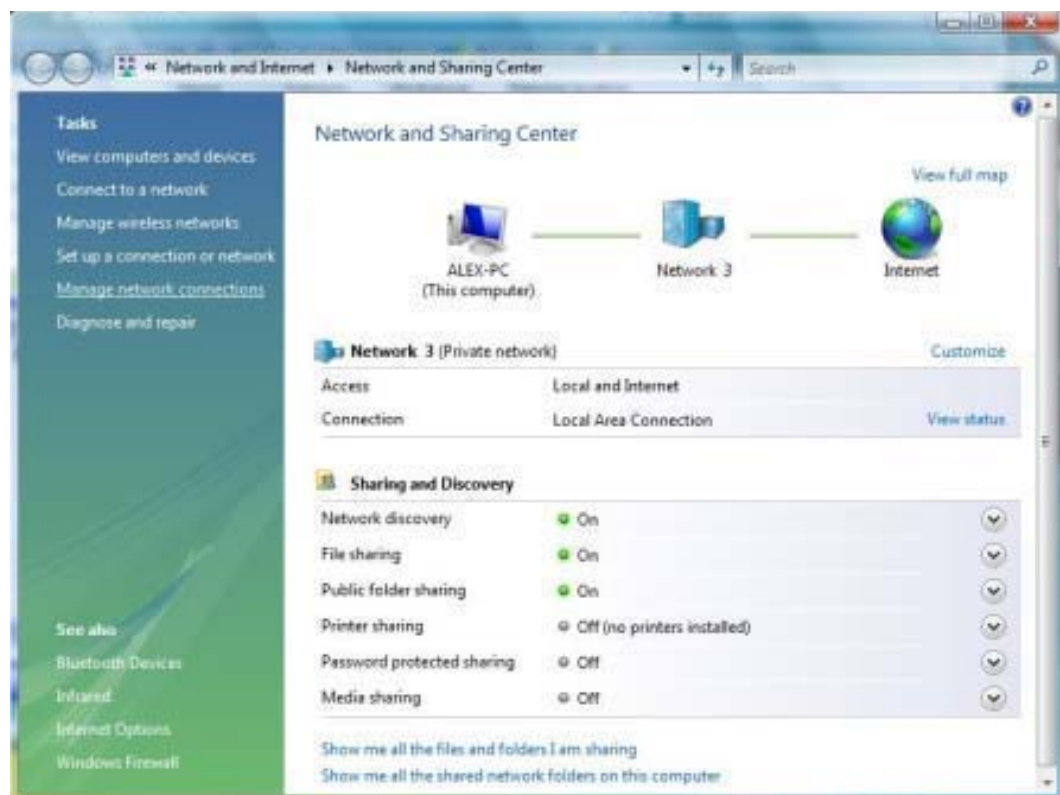 « Network and Internet ▸ Network and Sharing Center
Search
Tasks
View computers and devices
Connect to a network
Manage wireless networks
Set up a connection or network
Manage network connections
Diagnose and repair
See also
Bluetooth Devices
Infrared
Internet Options
Windows Firewall
Network and Sharing Center
View full map
ALEX-PC
(This computer)
Network 3
Internet
Network 3 (Private network)
Customize
Access Local and Internet
Connection Local Area Connection View status
Sharing and Discovery
Network discovery On
File sharing On
Public folder sharing On
Printer sharing Off (no printers installed)
Password protected sharing Off
Media sharing Off
Show me all the files and folders I am sharing
Show me all the shared network folders on this computer